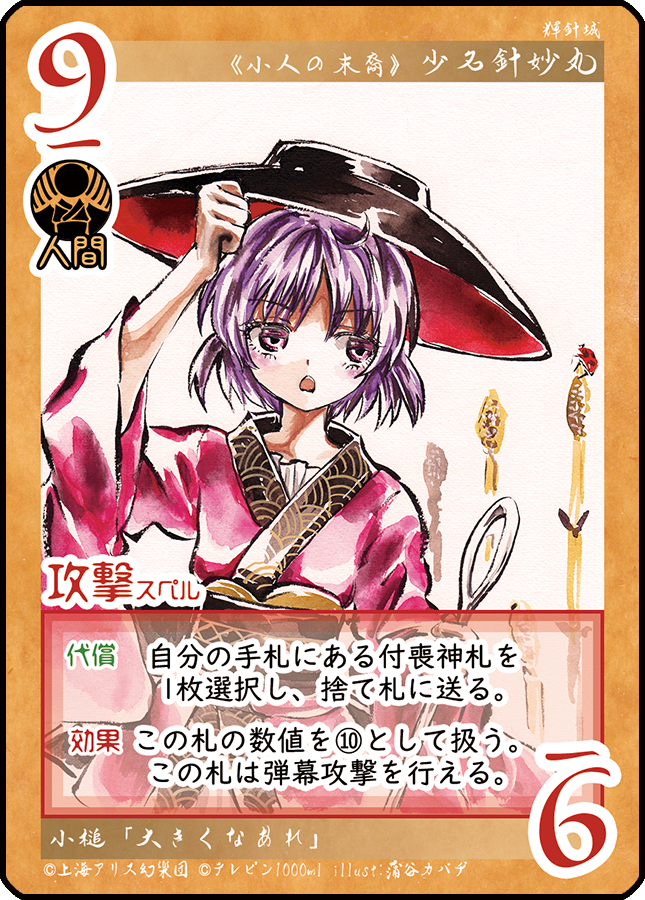 輝針城
《小人の末裔》 少名針妙丸
9
人間
攻撃スペル
代償 自分の手札にある付喪神札を
1枚選択し、捨て札に送る。
効果 この札の数値を⑩として扱う。
この札は弾幕攻撃を行える。
9
小槌「大きくなあれ」
©上海アリス幻樂団 ©テレピン1000ml illust:蒲谷カバヂ